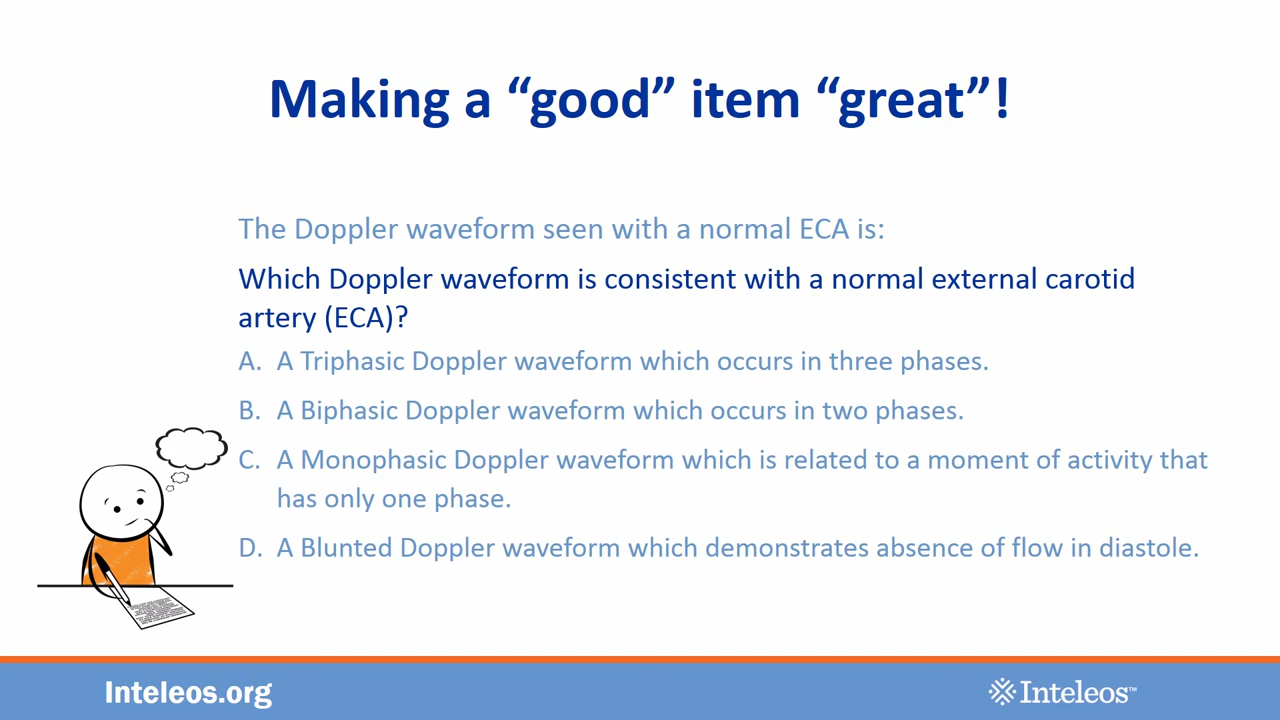 Making a “good” item “great”!
The Doppler waveform seen with a normal ECA is:
Which Doppler waveform is consistent with a normal external carotid
artery (ECA)?
A. A Triphasic Doppler waveform which occurs in three phases.
B. A Biphasic Doppler waveform which occurs in two phases.
C. A Monophasic Doppler waveform which is related to a moment of activity that
has only one phase.
D. A Blunted Doppler waveform which demonstrates absence of flow in diastole.
Inteleos.org
Inteleos™